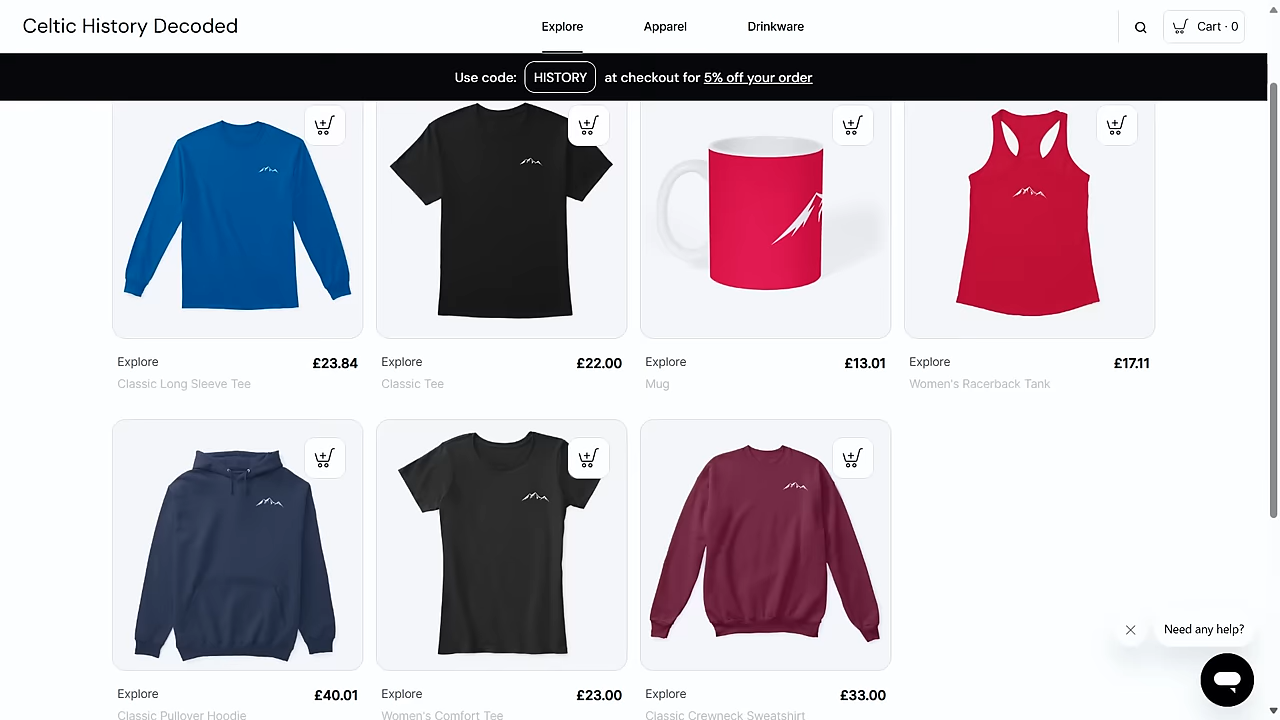 Celtic History Decoded
Explore
Apparel
Drinkware
Cart · 0
Use code: HISTORY at checkout for 5% off your order
Explore £23.84
Classic Long Sleeve Tee
Explore £22.00
Classic Tee
Explore £13.01
Mug
Explore £17.11
Women's Racerback Tank
Explore £40.01
Classic Pullover Hoodie
Explore £23.00
Women's Comfort Tee
Explore £33.00
Classic Crewneck Sweatshirt
Need any help?